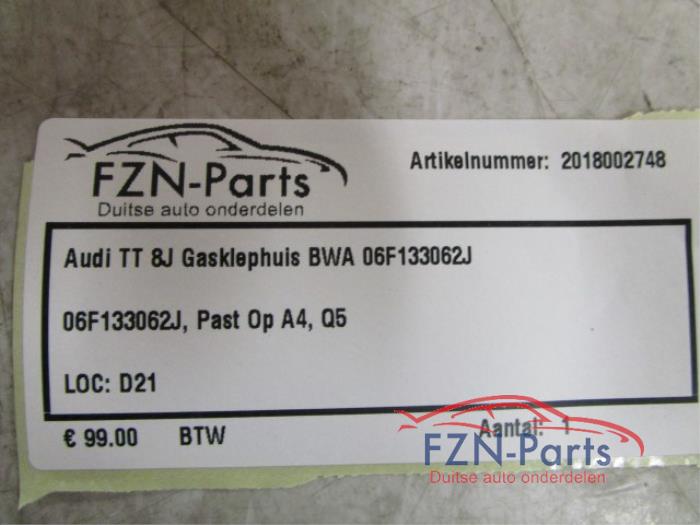 FZN-Parts
Duitse auto onderdelen
Artikelnummer: 2018002748
Audi TT 8J Gasklephuis BWA 06F133062J
06F133062J, Past Op A4, Q5
LOC: D21
€ 99.00 BTW Aantal: 1
FZN-Parts
Duitse auto onderdelen